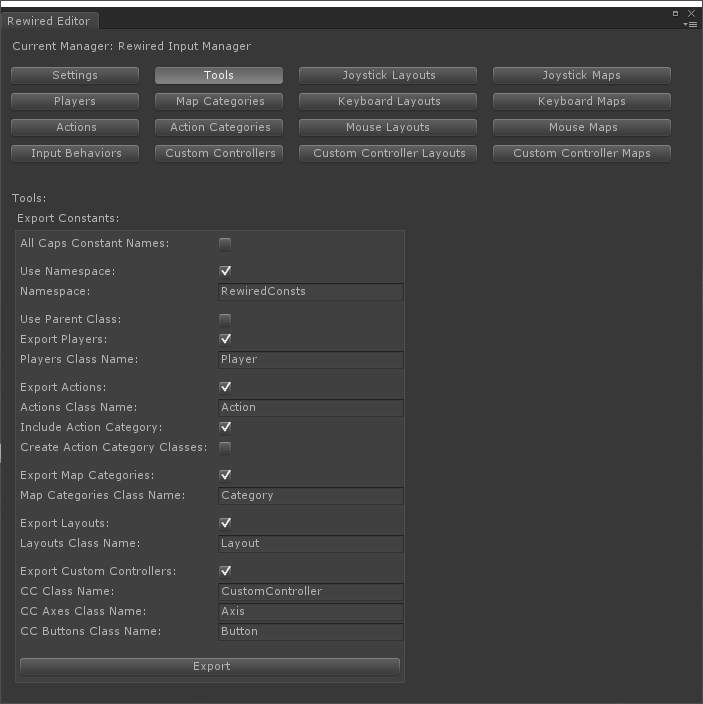 Rewired Editor
Current Manager: Rewired Input Manager
Settings Tools Joystick Layouts Joystick Maps
Players Map Categories Keyboard Layouts Keyboard Maps
Actions Action Categories Mouse Layouts Mouse Maps
Input Behaviors Custom Controllers Custom Controller Layouts Custom Controller Maps
Tools:
Export Constants:
All Caps Constant Names:
Use Namespace:
Namespace: RewiredConsts
Use Parent Class:
Export Players:
Players Class Name: Player
Export Actions:
Actions Class Name: Action
Include Action Category:
Create Action Category Classes:
Export Map Categories:
Map Categories Class Name: Category
Export Layouts:
Layouts Class Name: Layout
Export Custom Controllers:
CC Class Name: CustomController
CC Axes Class Name: Axis
CC Buttons Class Name: Button
Export